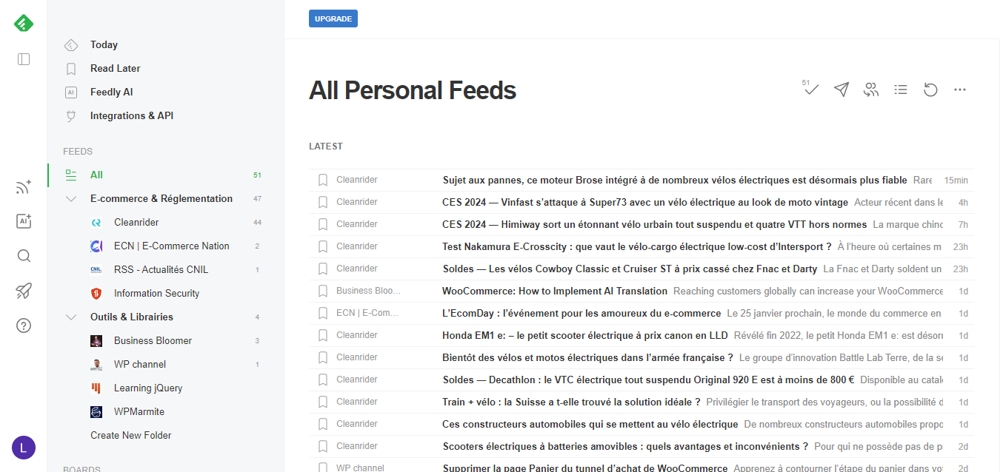 UPGRADE
Today
Read Later
AI Feedly AI
Integrations & API
FEEDS
All 51
E-commerce & Réglementation 47
Cleanrider 44
ECN | E-Commerce Nation 2
CNIL RSS - Actualités CNIL 1
Information Security
Outils & Librairies 4
Business Bloomer 3
WP channel 1
Learning jQuery
WPMarmite
Create New Folder
BOARDS
AI
L
All Personal Feeds
51
LATEST
Cleanrider Sujet aux pannes, ce moteur Brose intégré à de nombreux vélos électriques est désormais plus fiable Rare 15min
Cleanrider CES 2024 — Vinfast s’attaque à Super73 avec un vélo électrique au look de moto vintage Acteur récent dans le 4h
Cleanrider CES 2024 — Himiway sort un étonnant vélo urbain tout suspendu et quatre VTT hors normes La marque chinc 7h
Cleanrider Test Nakamura E-Crosscity : que vaut le vélo-cargo électrique low-cost d’Intersport ? À l’heure où certaines m 23h
Cleanrider Soldes — Les vélos Cowboy Classic et Cruiser ST à prix cassé chez Fnac et Darty La Fnac et Darty soldent un 23h
Business Bloo... WooCommerce: How to Implement AI Translation Reaching customers globally can increase your WooCommerce 1d
ECN | E-Com... L’EcomDay : l’événement pour les amoureux du e-commerce Le 25 janvier prochain, le monde du commerce en 1d
Cleanrider Honda EM1 e: – le petit scooter électrique à prix canon en LLD Révélé fin 2022, le petit Honda EM1 e: est désorr 1d
Cleanrider Bientôt des vélos et motos électriques dans l’armée française ? Le groupe d’innovation Battle Lab Terre, de la se 1d
Cleanrider Soldes — Decathlon : le VTC électrique tout suspendu Original 920 E est à moins de 800 € Disponible au catal 1d
Cleanrider Train + vélo : la Suisse a t-elle trouvé la solution idéale ? Privilégier le transport des voyageurs, ou la possibilité d 1d
Cleanrider Ces constructeurs automobiles qui se mettent au vélo électrique De nombreux constructeurs automobiles propo 1d
Cleanrider Scooters électriques à batteries amovibles : quels avantages et inconvénients ? Pour qui ne possède pas de p 2d
WP channel Supprimer la page Panier du tunnel d’achat de WooCommerce Apprenez à contourner l’étape du panier dans vot 2d